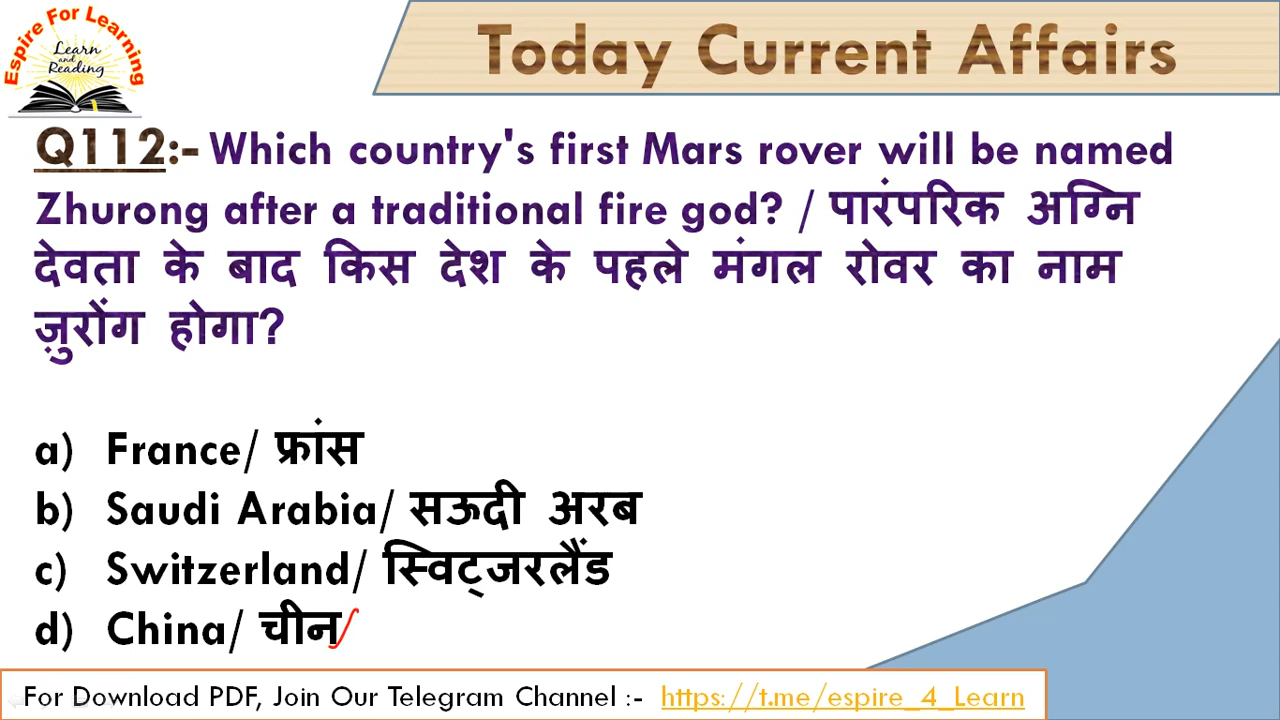 Espire For Learning
Learn
and
Reading
Today Current Affairs
Q112:- Which country's first Mars rover will be named
Zhurong after a traditional fire god? / पारंपरिक अग्नि
देवता के बाद किस देश के पहले मंगल रोवर का नाम
ज़ुरोंग होगा?
a) France/ फ्रांस
b) Saudi Arabia/ सऊदी अरब
c) Switzerland/ स्विट्जरलैंड
d) China/ चीन
For Download PDF, Join Our Telegram Channel :- https://t.me/espire_4_Learn